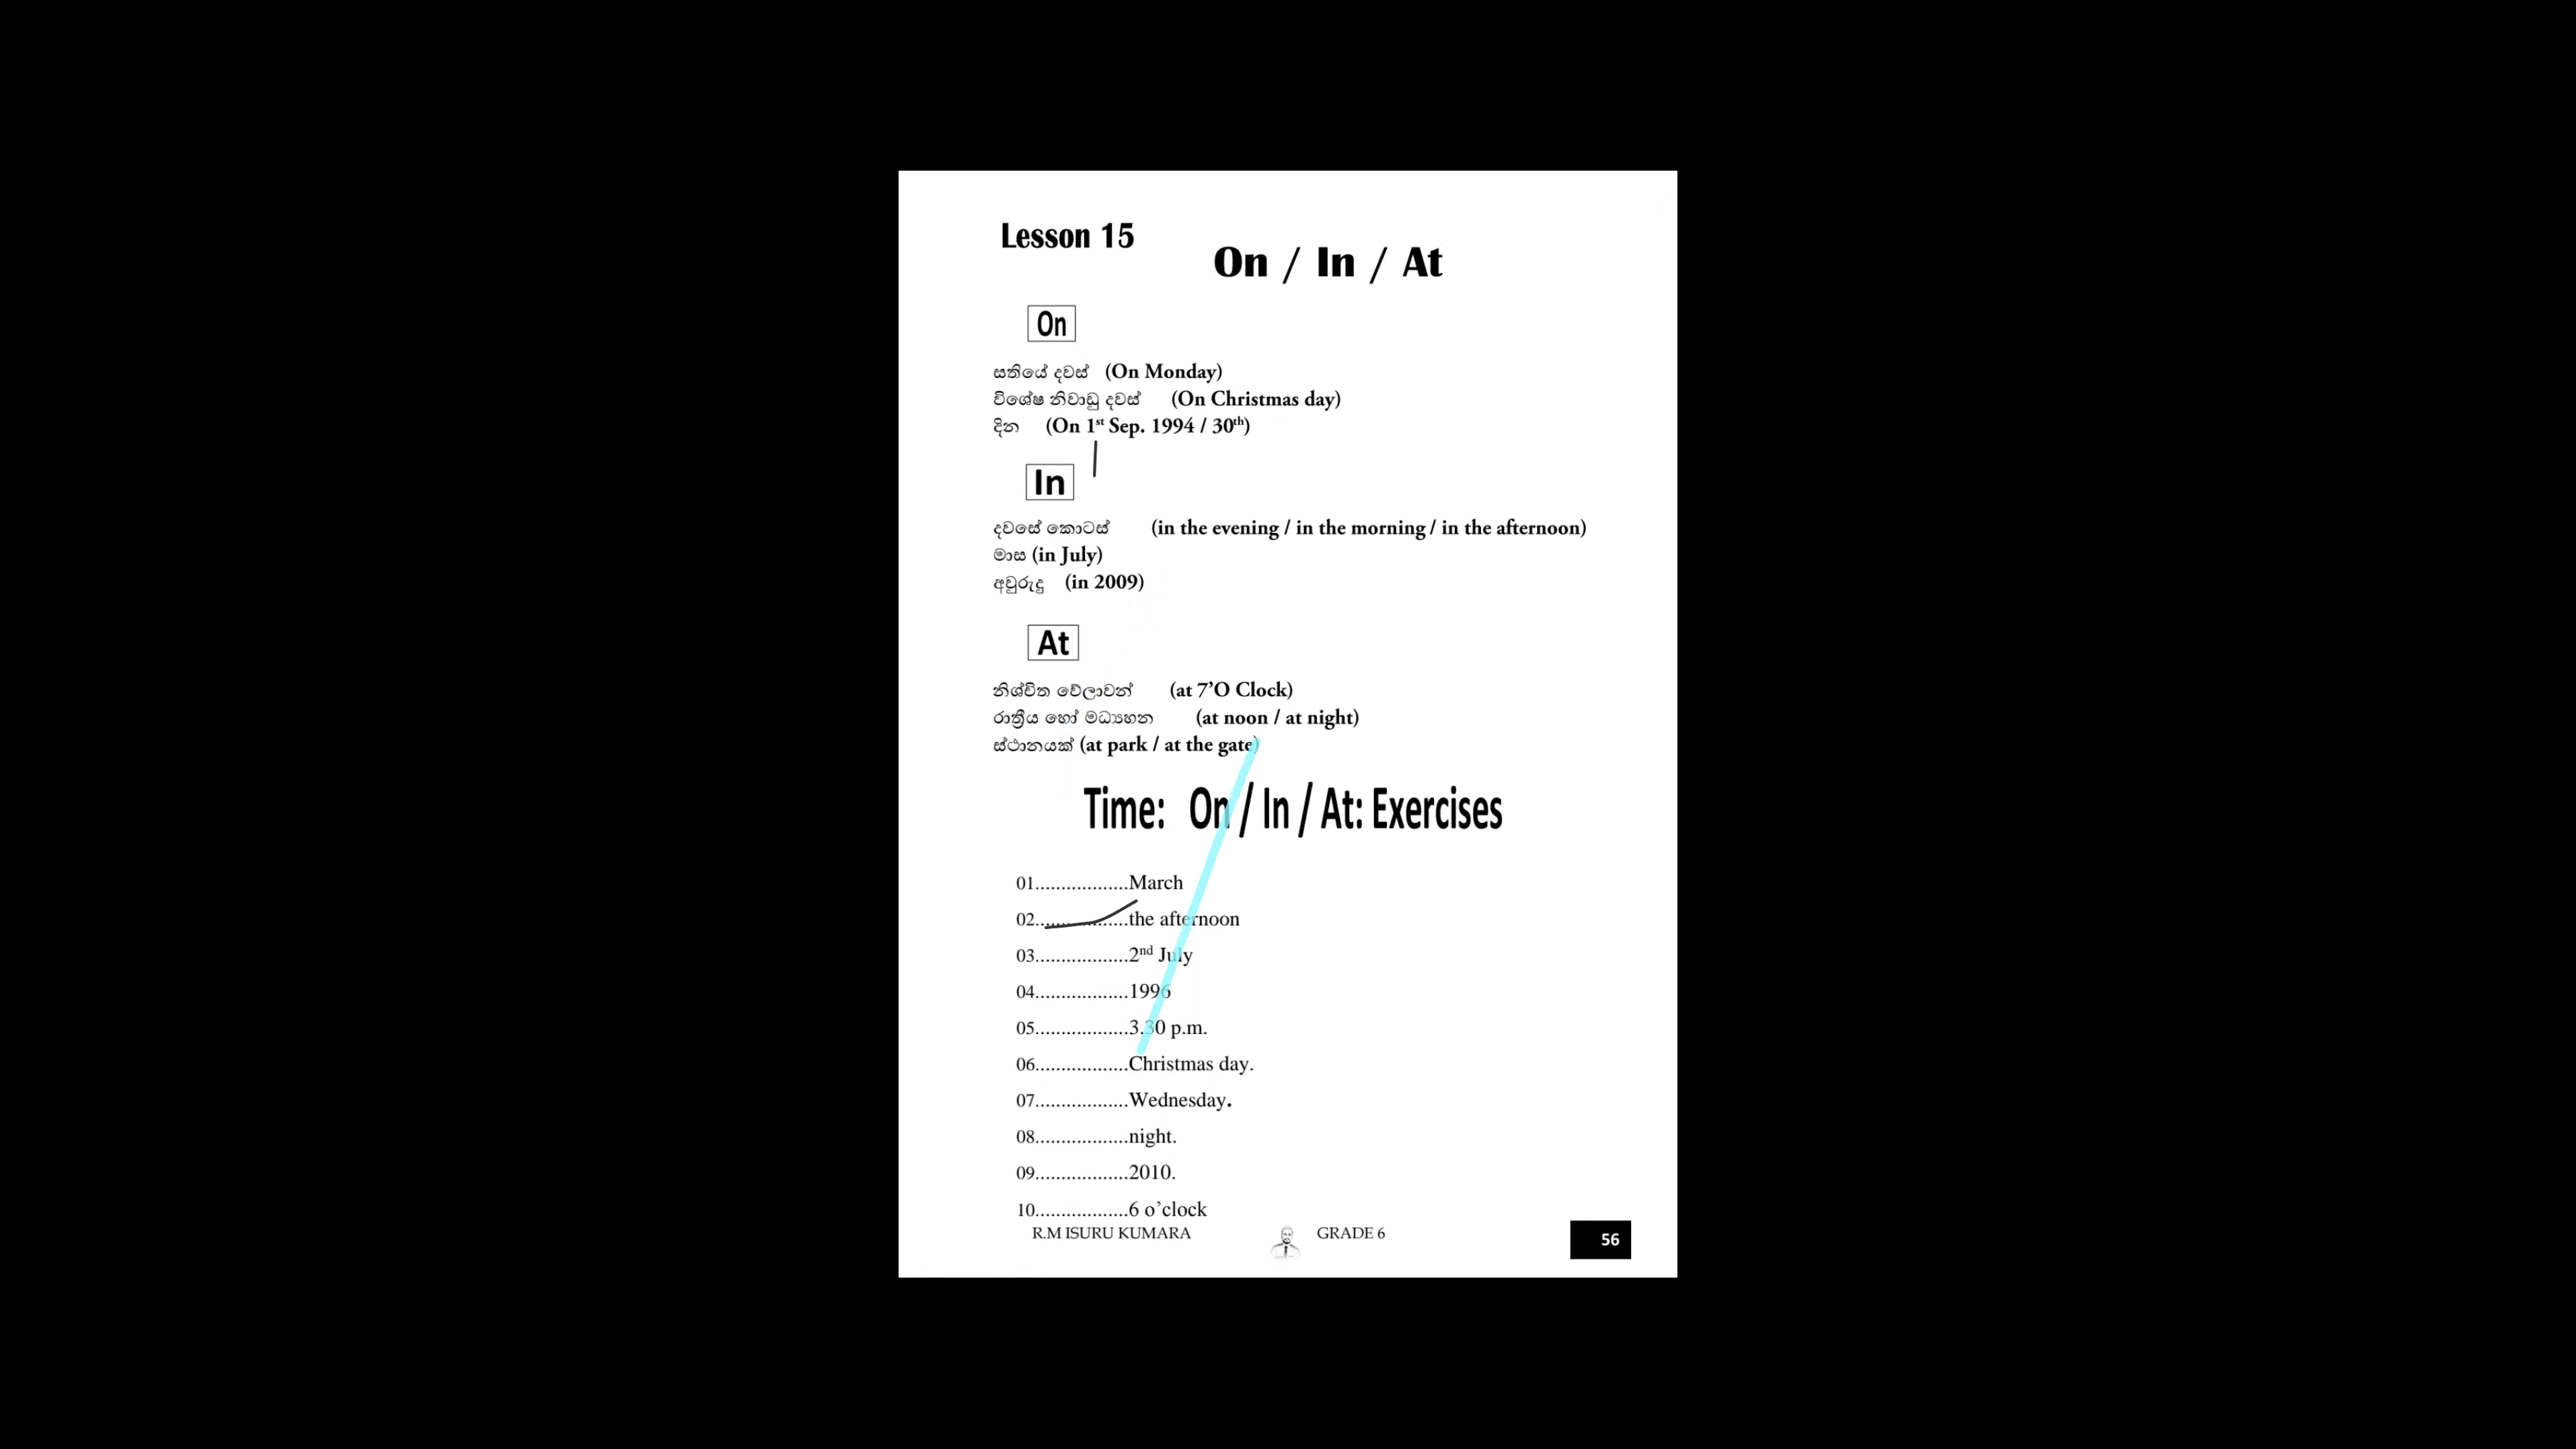 Lesson 15
On / In / At
On
සතියේ දවස් (On Monday)
විශේෂ නිවාඩු දවස් (On Christmas day)
දින (On 1st Sep. 1994 / 30th)
In
දවසේ කොටස් (in the evening / in the morning / in the afternoon)
මාස (in July)
අවුරුදු (in 2009)
At
නිශ්චිත වේලාවන් (at 7’O Clock)
රාත්‍රිය හෝ මධ්‍යහන (at noon / at night)
ස්ථානයක් (at park / at the gate)
Time: On / In / At: Exercises
01..................March
02..................the afternoon
03..................2nd July
04..................1996
05..................3.30 p.m.
06..................Christmas day.
07..................Wednesday.
08..................night.
09..................2010.
10..................6 o’clock
R.M ISURU KUMARA GRADE 6 56